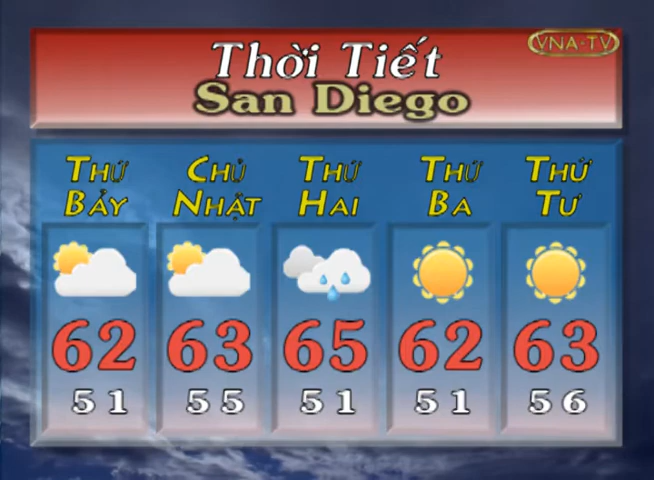 VNA-TV
Thời Tiết
San Diego
THỨ BẢY
CHỦ NHẬT
THỨ HAI
THỨ BA
THỨ TƯ
62 63 65 62 63
51 55 51 51 56